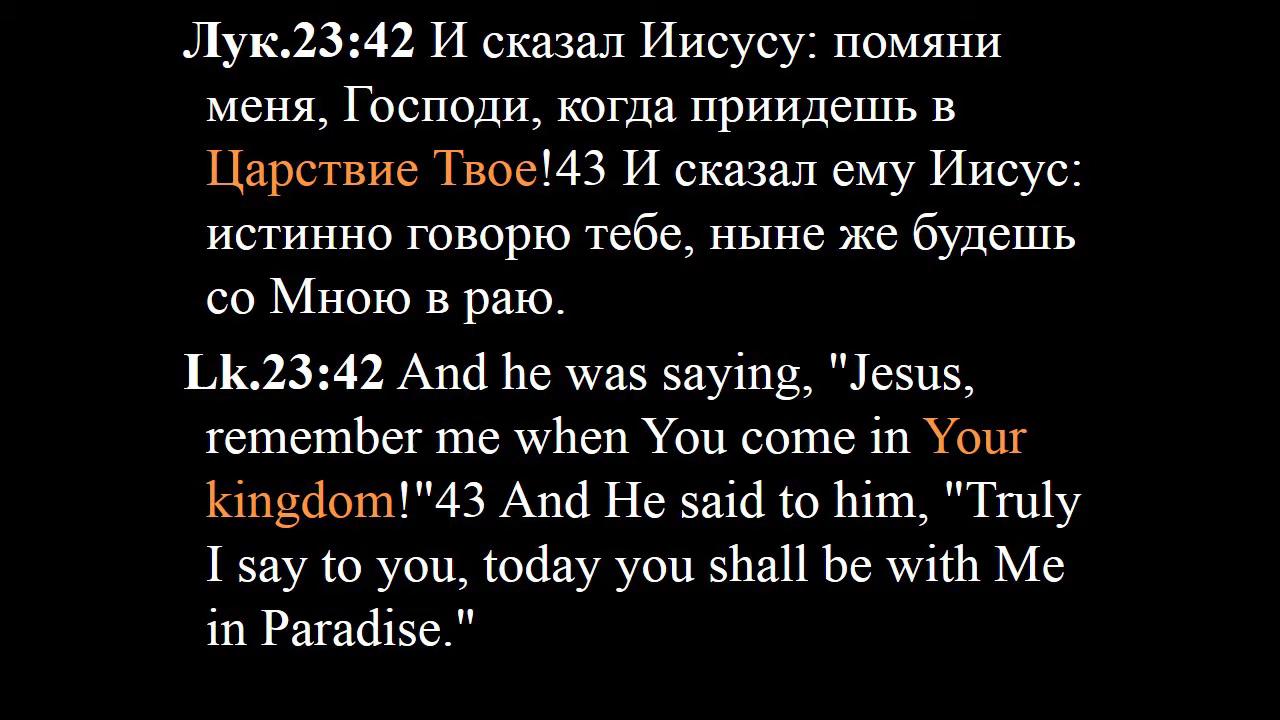 Лук.23:42 И сказал Иисусу: помяни
меня, Господи, когда приидешь в
Царствие Твое!43 И сказал ему Иисус:
истинно говорю тебе, ныне же будешь
со Мною в раю.
Lk.23:42 And he was saying, "Jesus,
remember me when You come in Your
kingdom!"43 And He said to him, "Truly
I say to you, today you shall be with Me
in Paradise."